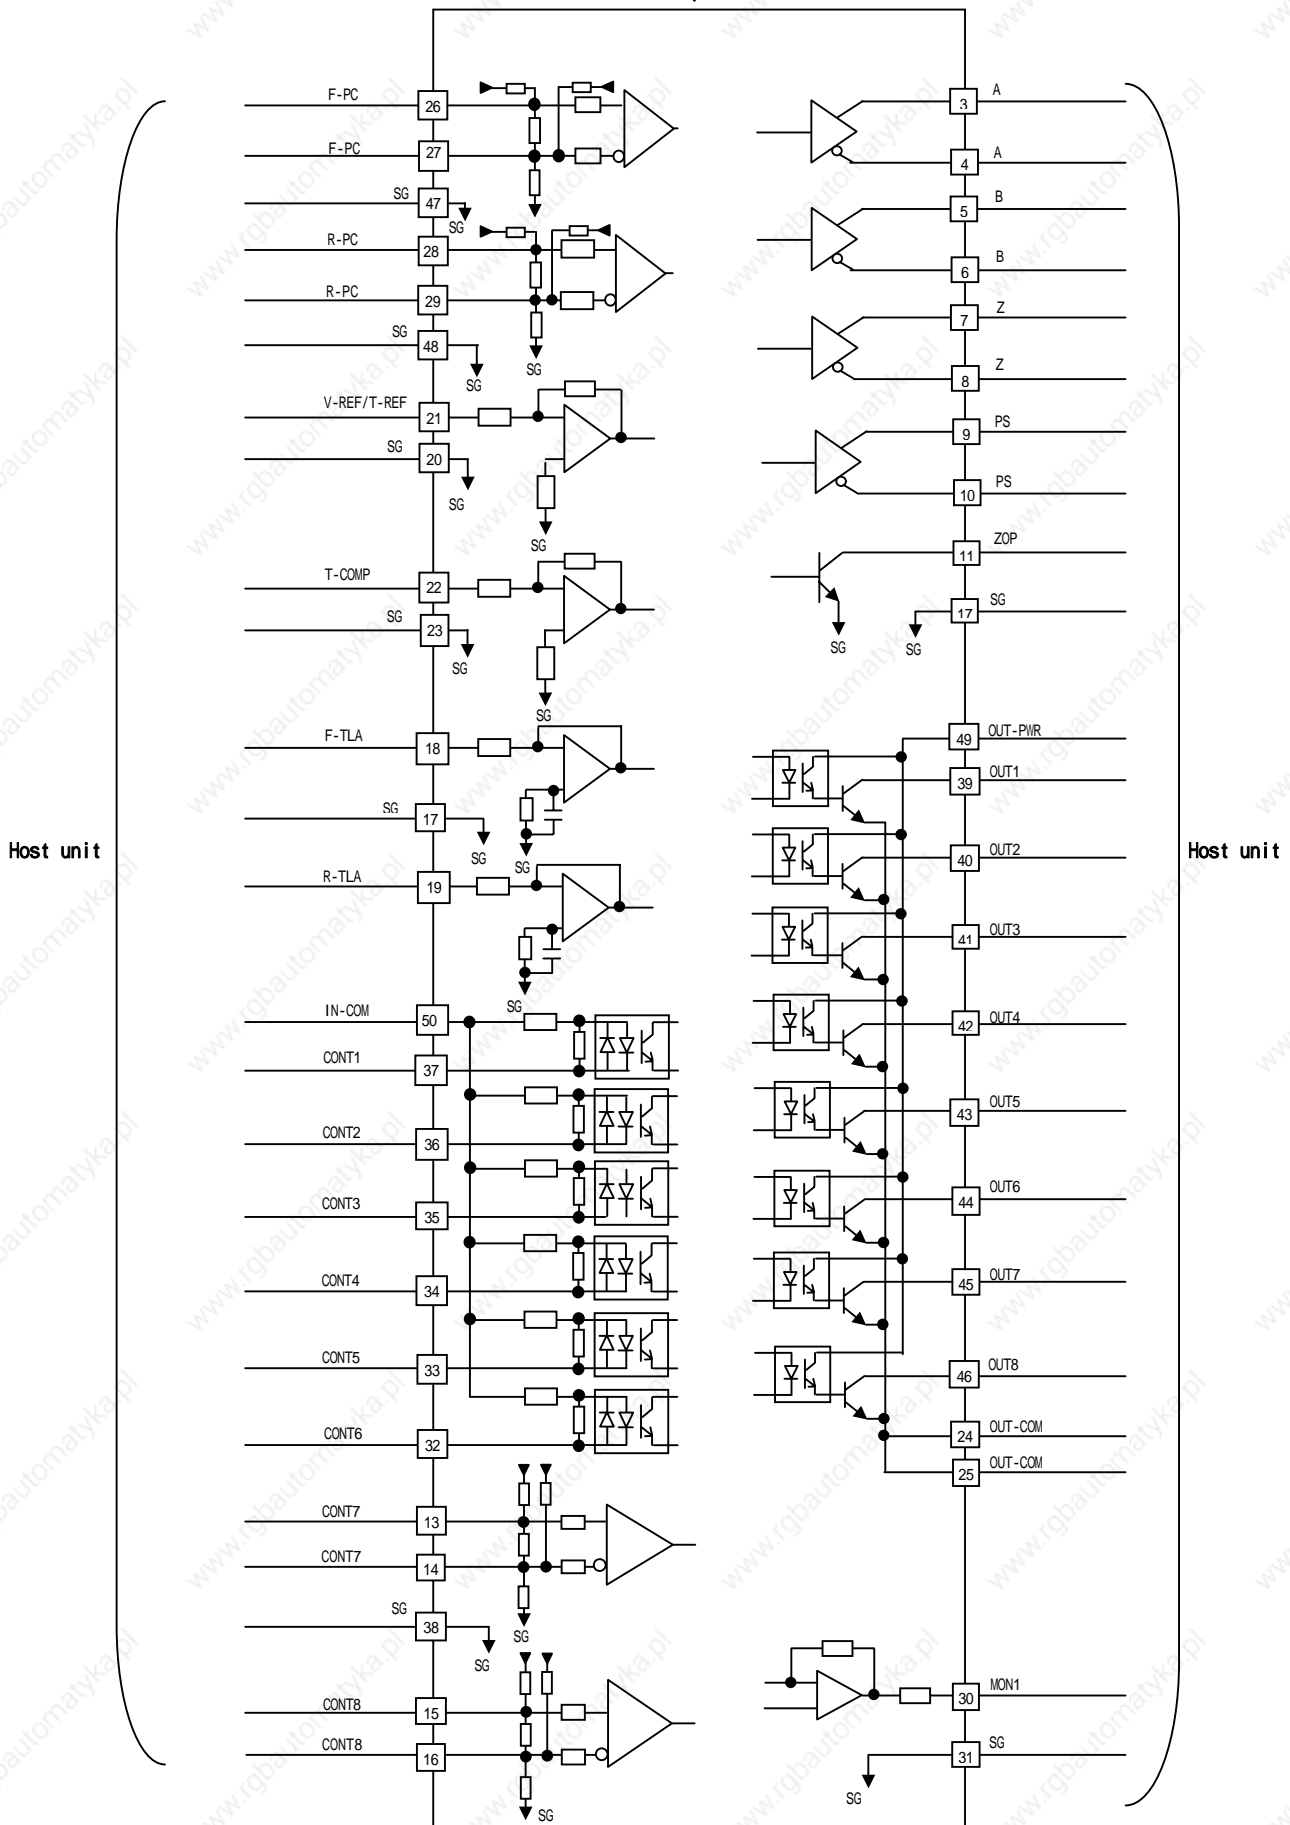 F-PC
26
F-PC
27
SG
47
SG
R-PC
28
R-PC
29
SG
48
SG
SG
V-REF/T-REF
21
SG
20
SG
SG
T-COMP
22
SG
23
SG
SG
F-TLA
18
SG
17
SG
SG
Host unit
R-TLA
19
SG
IN-COM
50
CONT1
37
CONT2
36
CONT3
35
CONT4
34
CONT5
33
CONT6
32
CONT7
13
CONT7
14
SG
38
SG
SG
CONT8
15
CONT8
16
SG
3
A
4
A
5
B
6
B
7
Z
8
Z
9
PS
10
PS
11
ZOP
17
SG
SG
SG
49
OUT-PWR
39
OUT1
40
OUT2
Host unit
41
OUT3
42
OUT4
43
OUT5
44
OUT6
45
OUT7
46
OUT8
24
OUT-COM
25
OUT-COM
30
MON1
31
SG
SG
www.rgbautomatyka.pl